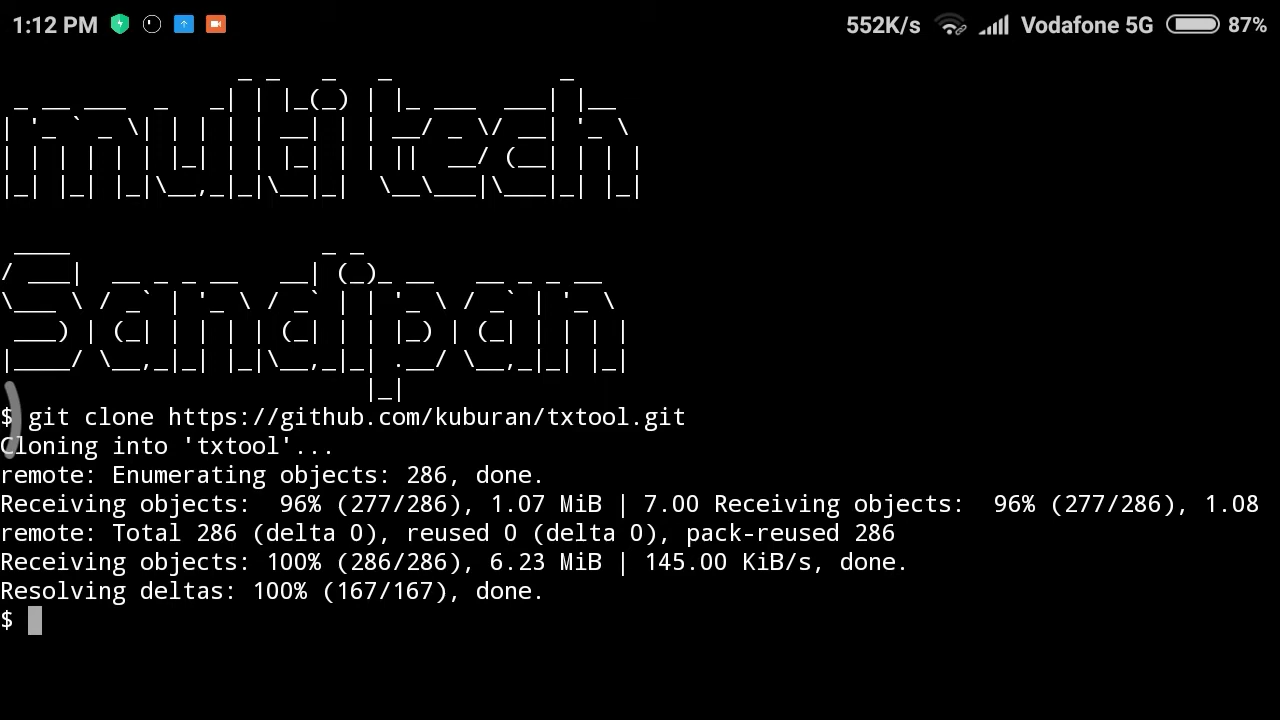 1:12 PM 552K/s Vodafone 5G 87%
multi tech
Sandipan
$ git clone https://github.com/kuburan/txtool.git
Cloning into 'txtool'...
remote: Enumerating objects: 286, done.
Receiving objects:  96% (277/286), 1.07 MiB | 7.00 Receiving objects:  96% (277/286), 1.08
remote: Total 286 (delta 0), reused 0 (delta 0), pack-reused 286
Receiving objects: 100% (286/286), 6.23 MiB | 145.00 KiB/s, done.
Resolving deltas: 100% (167/167), done.
$